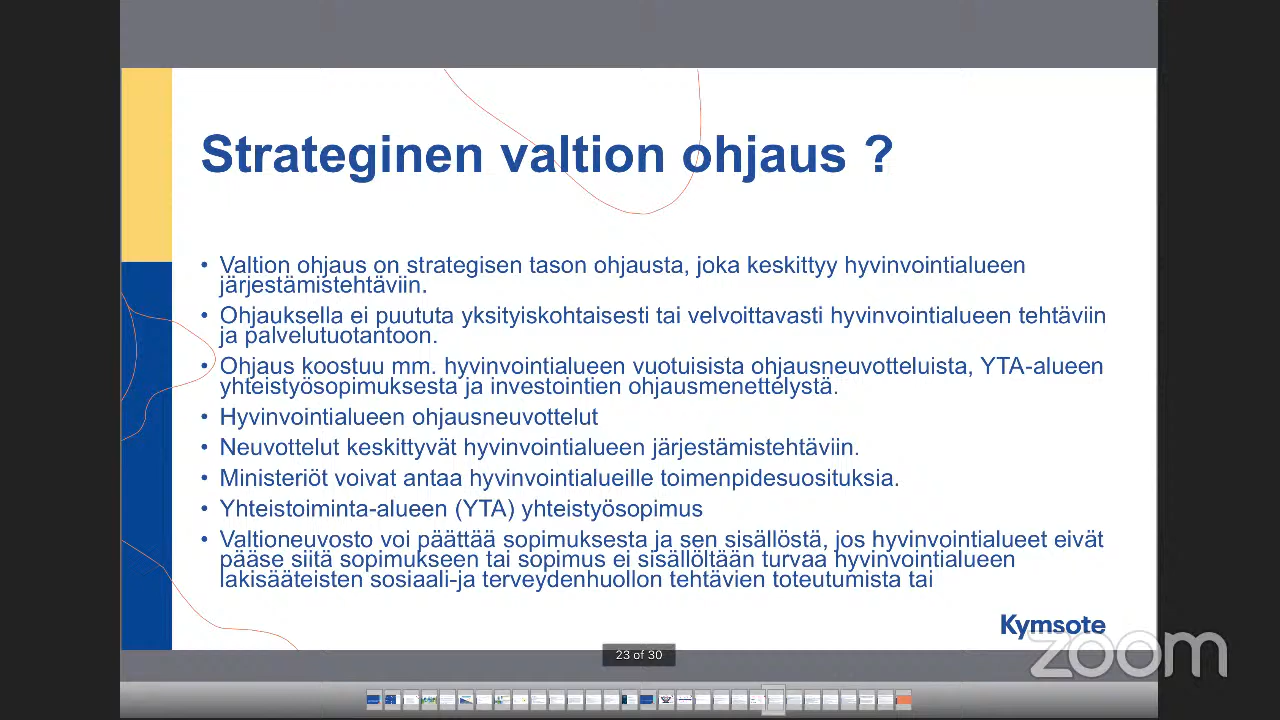 Strateginen valtion ohjaus ?
• Valtion ohjaus on strategisen tason ohjausta, joka keskittyy hyvinvointialueen
järjestämistehtäviin.
• Ohjauksella ei puututa yksityiskohtaisesti tai velvoittavasti hyvinvointialueen tehtäviin
ja palvelutuotantoon.
• Ohjaus koostuu mm. hyvinvointialueen vuotuisista ohjausneuvotteluista, YTA-alueen
yhteistyösopimuksesta ja investointien ohjausmenettelystä.
• Hyvinvointialueen ohjausneuvottelut
• Neuvottelut keskittyvät hyvinvointialueen järjestämistehtäviin.
• Ministeriöt voivat antaa hyvinvointialueille toimenpidesuosituksia.
• Yhteistoiminta-alueen (YTA) yhteistyösopimus
• Valtioneuvosto voi päättää sopimuksesta ja sen sisällöstä, jos hyvinvointialueet eivät
pääse siitä sopimukseen tai sopimus ei sisällöltään turvaa hyvinvointialueen
lakisääteisten sosiaali-ja terveydenhuollon tehtävien toteutumista tai
Kymsote
zoom
23 of 30